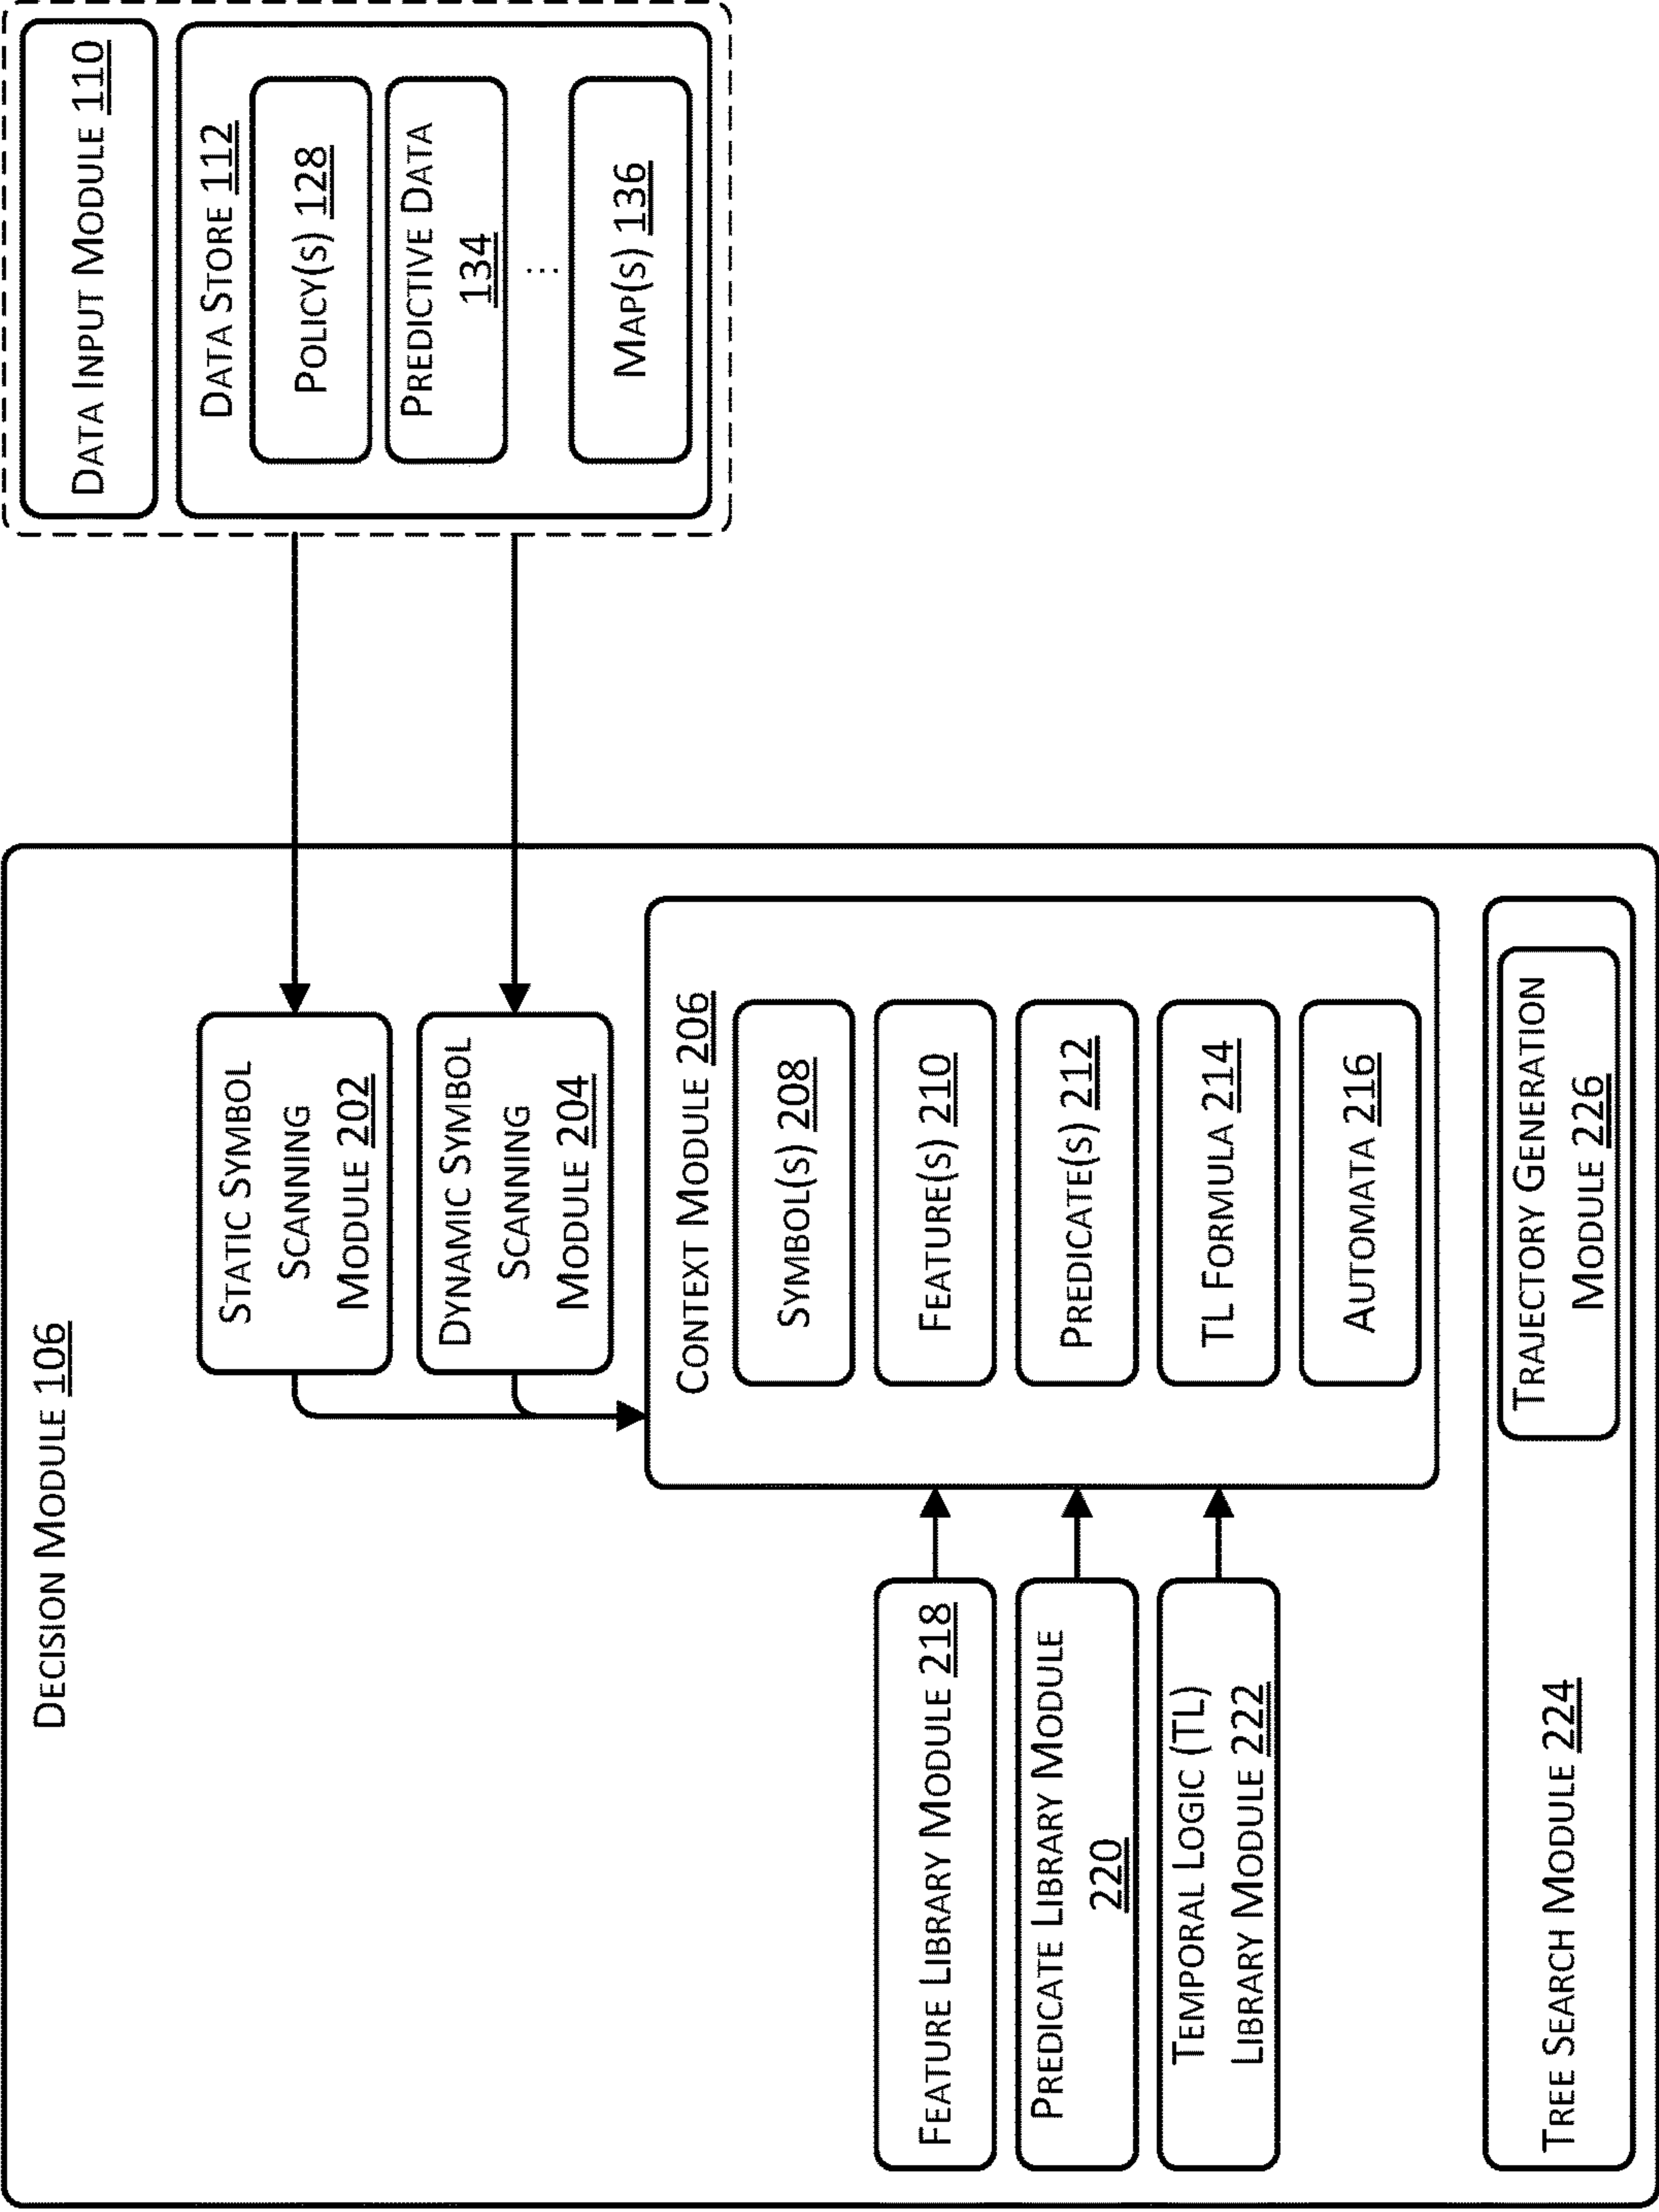 DECISION MODULE 106
STATIC SYMBOL
SCANNING
MODULE 202
DYNAMIC SYMBOL
SCANNING
MODULE 204
CONTEXT MODULE 206
SYMBOL(S) 208
FEATURE(S) 210
PREDICATE(S) 212
TL FORMULA 214
AUTOMATA 216
FEATURE LIBRARY MODULE 218
PREDICATE LIBRARY MODULE
220
TEMPORAL LOGIC (TL)
LIBRARY MODULE 222
TREE SEARCH MODULE 224
TRAJECTORY GENERATION
MODULE 226
DATA INPUT MODULE 110
DATA STORE 112
POLICY(S) 128
PREDICTIVE DATA
134
...
MAP(S) 136